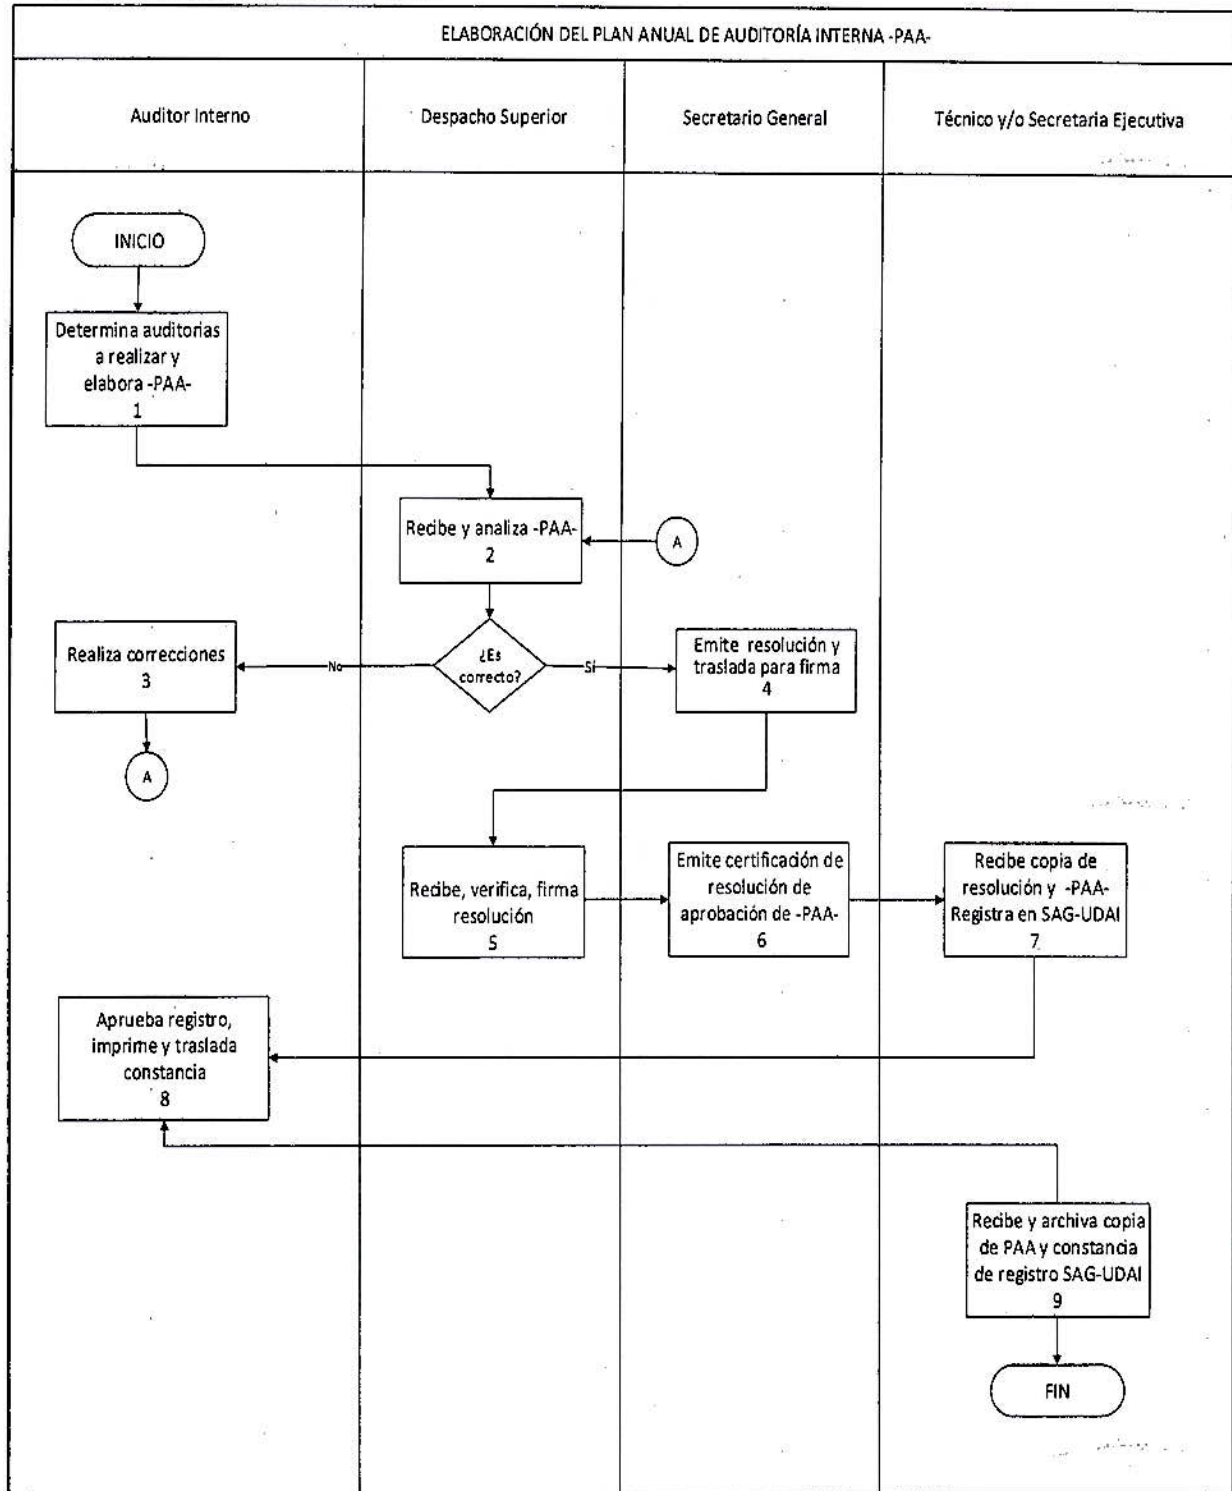 ELABORACIÓN DEL PLAN ANUAL DE AUDITORÍA INTERNA -PAA-
Auditor Interno
Despacho Superior
Secretario General
Técnico y/o Secretaria Ejecutiva
INICIO
Determina auditorias
a realizar y
elabora -PAA-
1
Recibe y analiza -PAA-
2
A
Realiza correcciones
3
No
¿Es
correcto?
Sí
Emite resolución y
traslada para firma
4
A
Recibe, verifica, firma
resolución
5
Emite certificación de
resolución de
aprobación de -PAA-
6
Recibe copia de
resolución y -PAA-
Registra en SAG-UDAI
7
Aprueba registro,
imprime y traslada
constancia
8
Recibe y archiva copia
de PAA y constancia
de registro SAG-UDAI
9
FIN